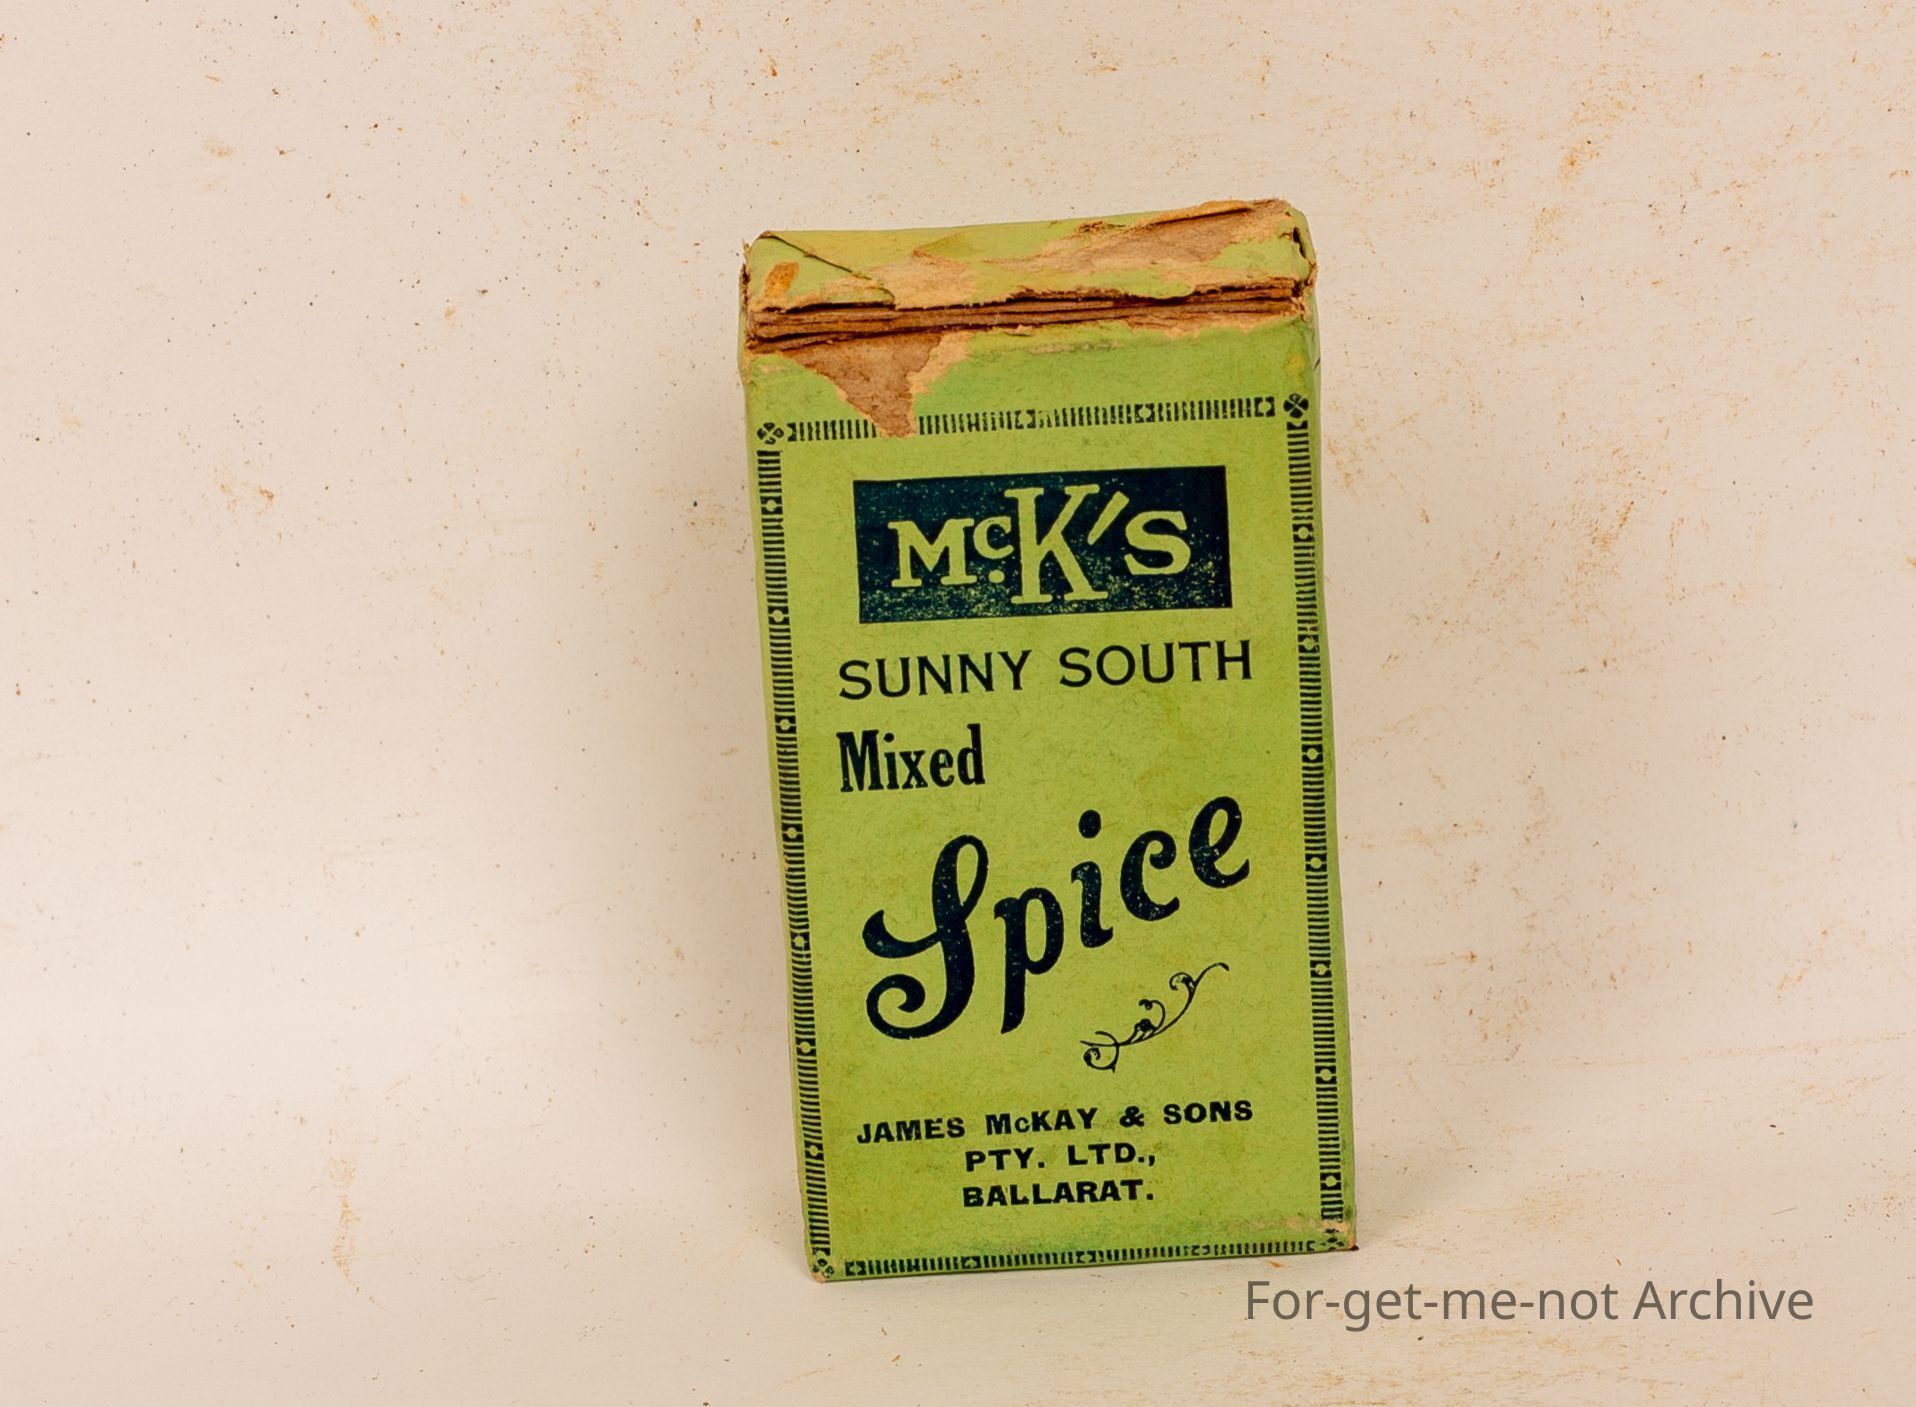 McK's
SUNNY SOUTH
Mixed
Spice
JAMES McKAY & SONS
PTY. LTD.,
BALLARAT.
For-get-me-not Archive